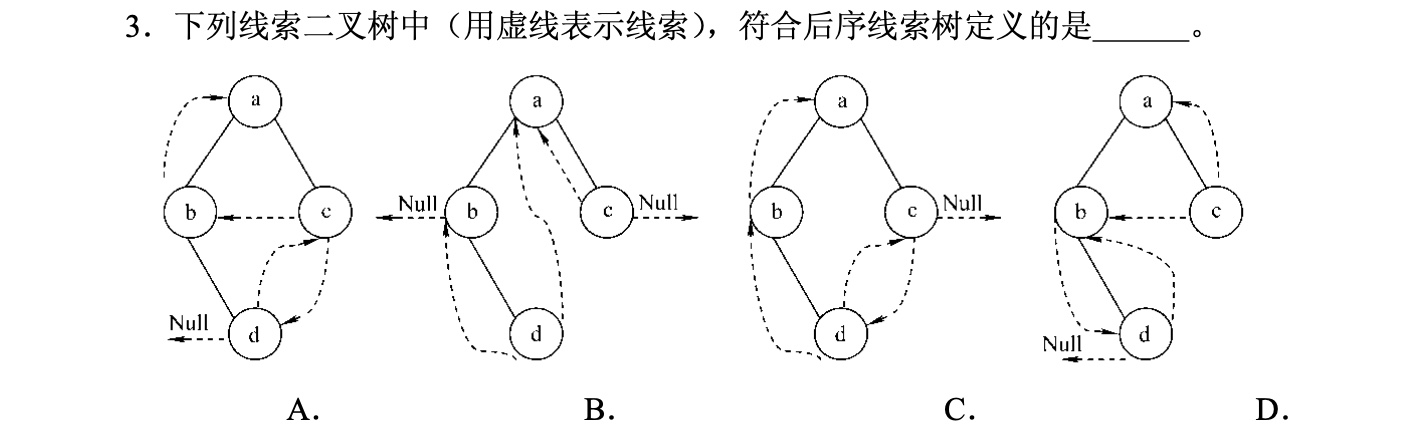 3．下列线索二叉树中（用虚线表示线索），符合后序线索树定义的是______。
a a a a
b c Null b c Null b c Null b c
Null d d d Null d
A． B． C． D．